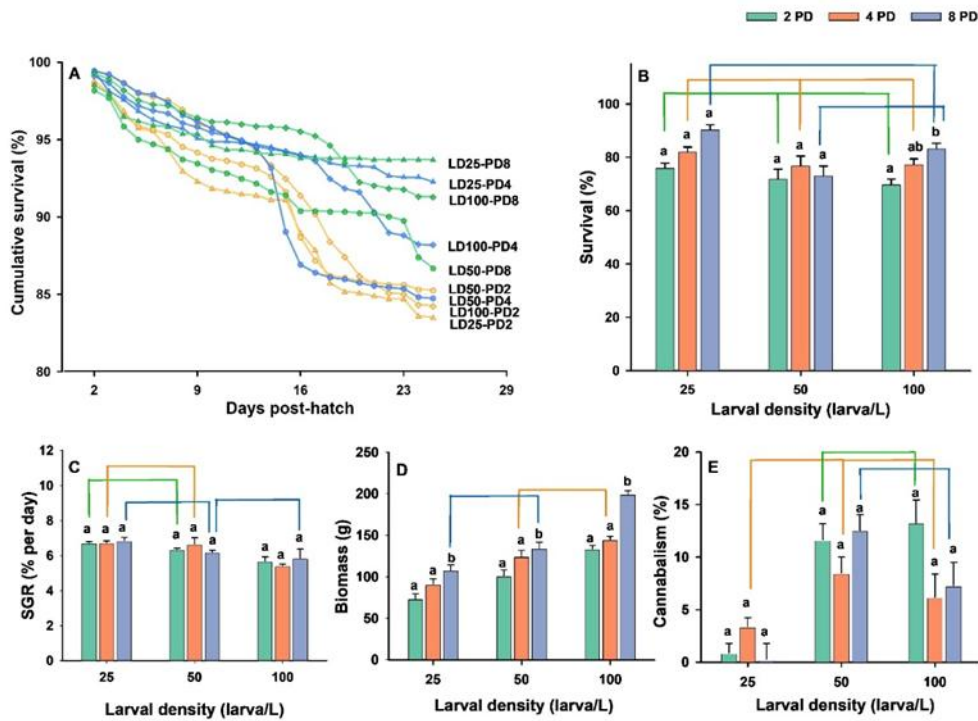 2 PD 4 PD 8 PD
A
100
95
90
85
80
Cumulative survival (%)
LD25-PD8
LD25-PD4
LD100-PD8
LD100-PD4
LD50-PD8
LD50-PD2
LD50-PD4
LD100-PD2
LD25-PD2
2 9 16 23 29
Days post-hatch
B
100
80
60
40
20
0
Survival (%)
a a a a a a a ab b
25 50 100
Larval density (larva/L)
C
12
10
8
6
4
2
0
SGR (% per day)
a a a a a a a a a
25 50 100
Larval density (larva/L)
D
250
200
150
100
50
0
Biomass (g)
a a b a a b a a b
25 50 100
Larval density (larva/L)
E
20
15
10
5
0
Cannabalism (%)
a a a a a a a a a
25 50 100
Larval density (larva/L)